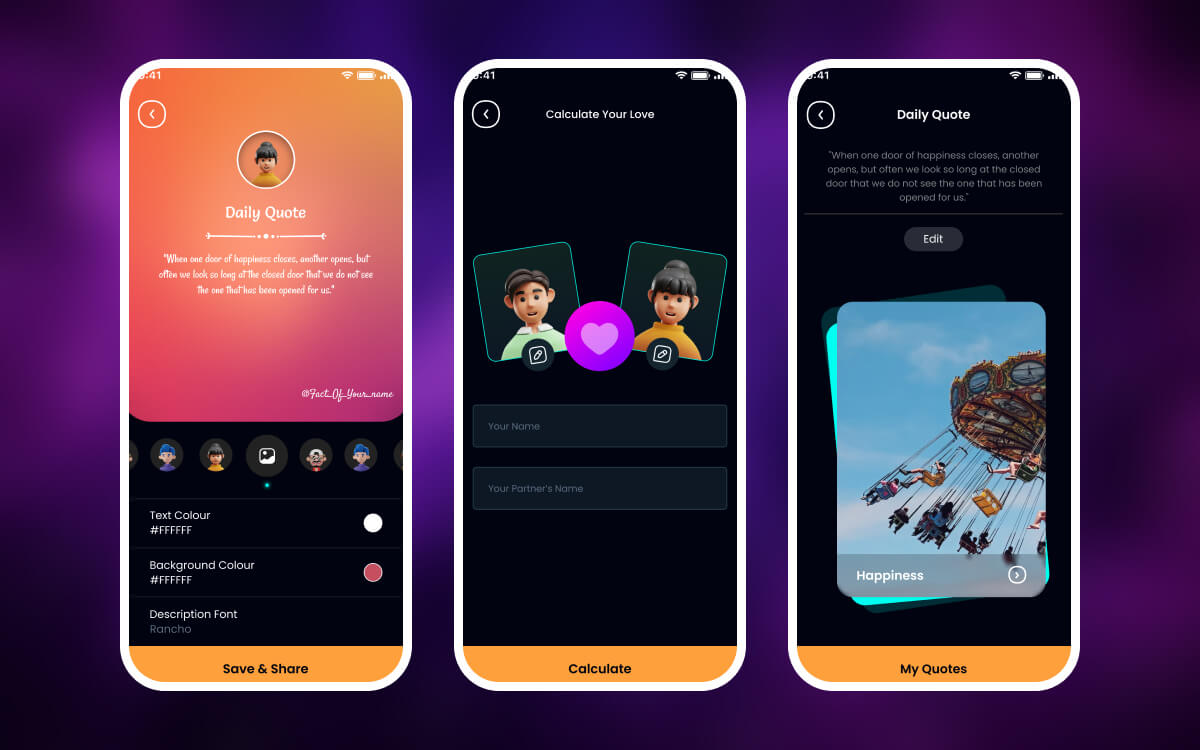 9:41
Daily Quote
"When one door of happiness closes, another opens, but
often we look so long at the closed door that we do not see
the one that has been opened for us."
@Fact_Of_Your_name
Text Colour
#FFFFFF
Background Colour
#FFFFFF
Description Font
Rancho
Save & Share
9:41
Calculate Your Love
Your Name
Your Partner's Name
Calculate
9:41
Daily Quote
"When one door of happiness closes, another
opens, but often we look so long at the closed
door that we do not see the one that has been
opened for us."
Edit
Happiness
My Quotes